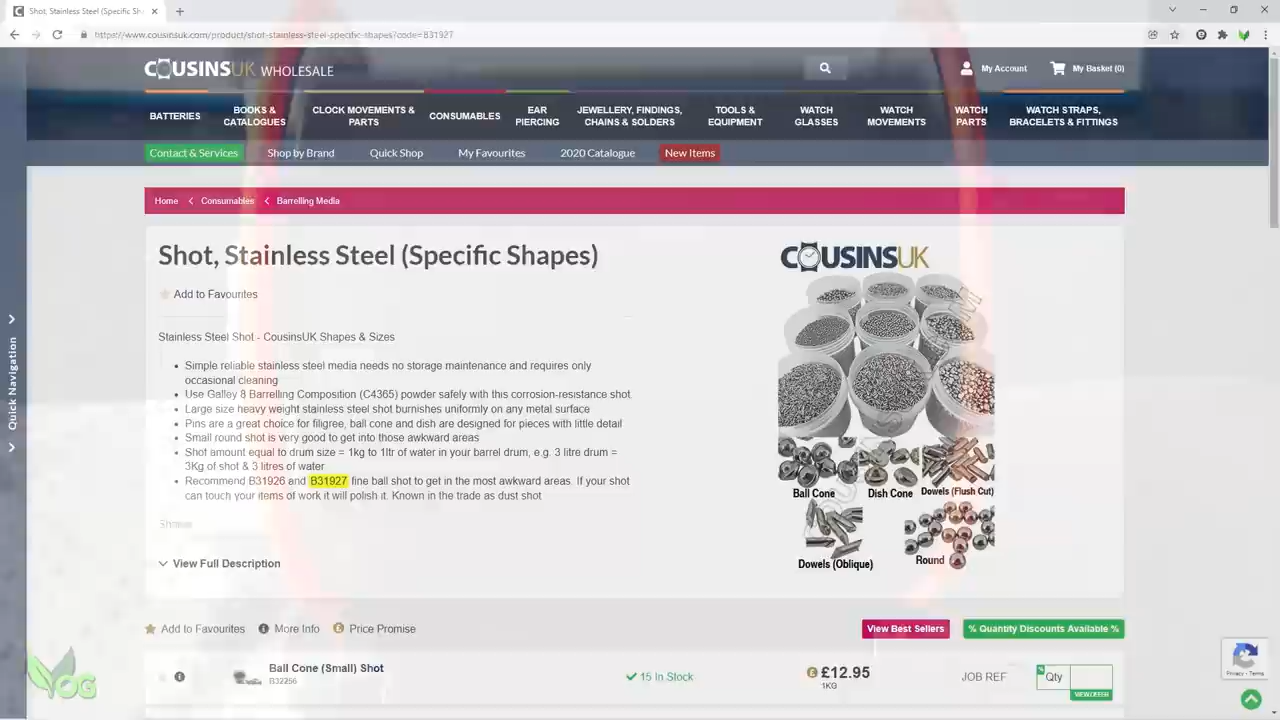 Shot, Stainless Steel (Specific Sh
https://www.cousinsuk.com/product/shot-stainless-steel-specific-shapes?code=B31927
COUSINSUK WHOLESALE
My Account
My Basket (0)
BATTERIES
BOOKS & CATALOGUES
CLOCK MOVEMENTS & PARTS
CONSUMABLES
EAR PIERCING
JEWELLERY, FINDINGS, CHAINS & SOLDERS
TOOLS & EQUIPMENT
WATCH GLASSES
WATCH MOVEMENTS
WATCH PARTS
WATCH STRAPS, BRACELETS & FITTINGS
Contact & Services
Shop by Brand
Quick Shop
My Favourites
2020 Catalogue
New Items
Home
Consumables
Barrelling Media
Quick Navigation
Shot, Stainless Steel (Specific Shapes)
Add to Favourites
Stainless Steel Shot - CousinsUK Shapes & Sizes
Simple reliable stainless steel media needs no storage maintenance and requires only
occasional cleaning
Use Galley 8 Barrelling Composition (C4365) powder safely with this corrosion-resistance shot
Large size heavy weight stainless steel shot burnishes uniformly on any metal surface
Pins are a great choice for filigree, ball cone and dish are designed for pieces with little detail
Small round shot is very good to get into those awkward areas
Shot amount equal to drum size = 1kg to 1ltr of water in your barrel drum, e.g. 3 litre drum =
3Kg of shot & 3 litres of water
Recommend B31926 and B31927 fine ball shot to get in the most awkward areas. If your shot
can touch your items of work it will polish it. Known in the trade as dust shot
Shapes
View Full Description
COUSINSUK
Ball Cone
Dish Cone
Dowels (Flush Cut)
Dowels (Oblique)
Round
Add to Favourites
More Info
Price Promise
View Best Sellers
% Quantity Discounts Available %
Ball Cone (Small) Shot
B32256
15 In Stock
£12.95
1KG
JOB REF
Qty
VIEW OFFER
Privacy - Terms
YOG